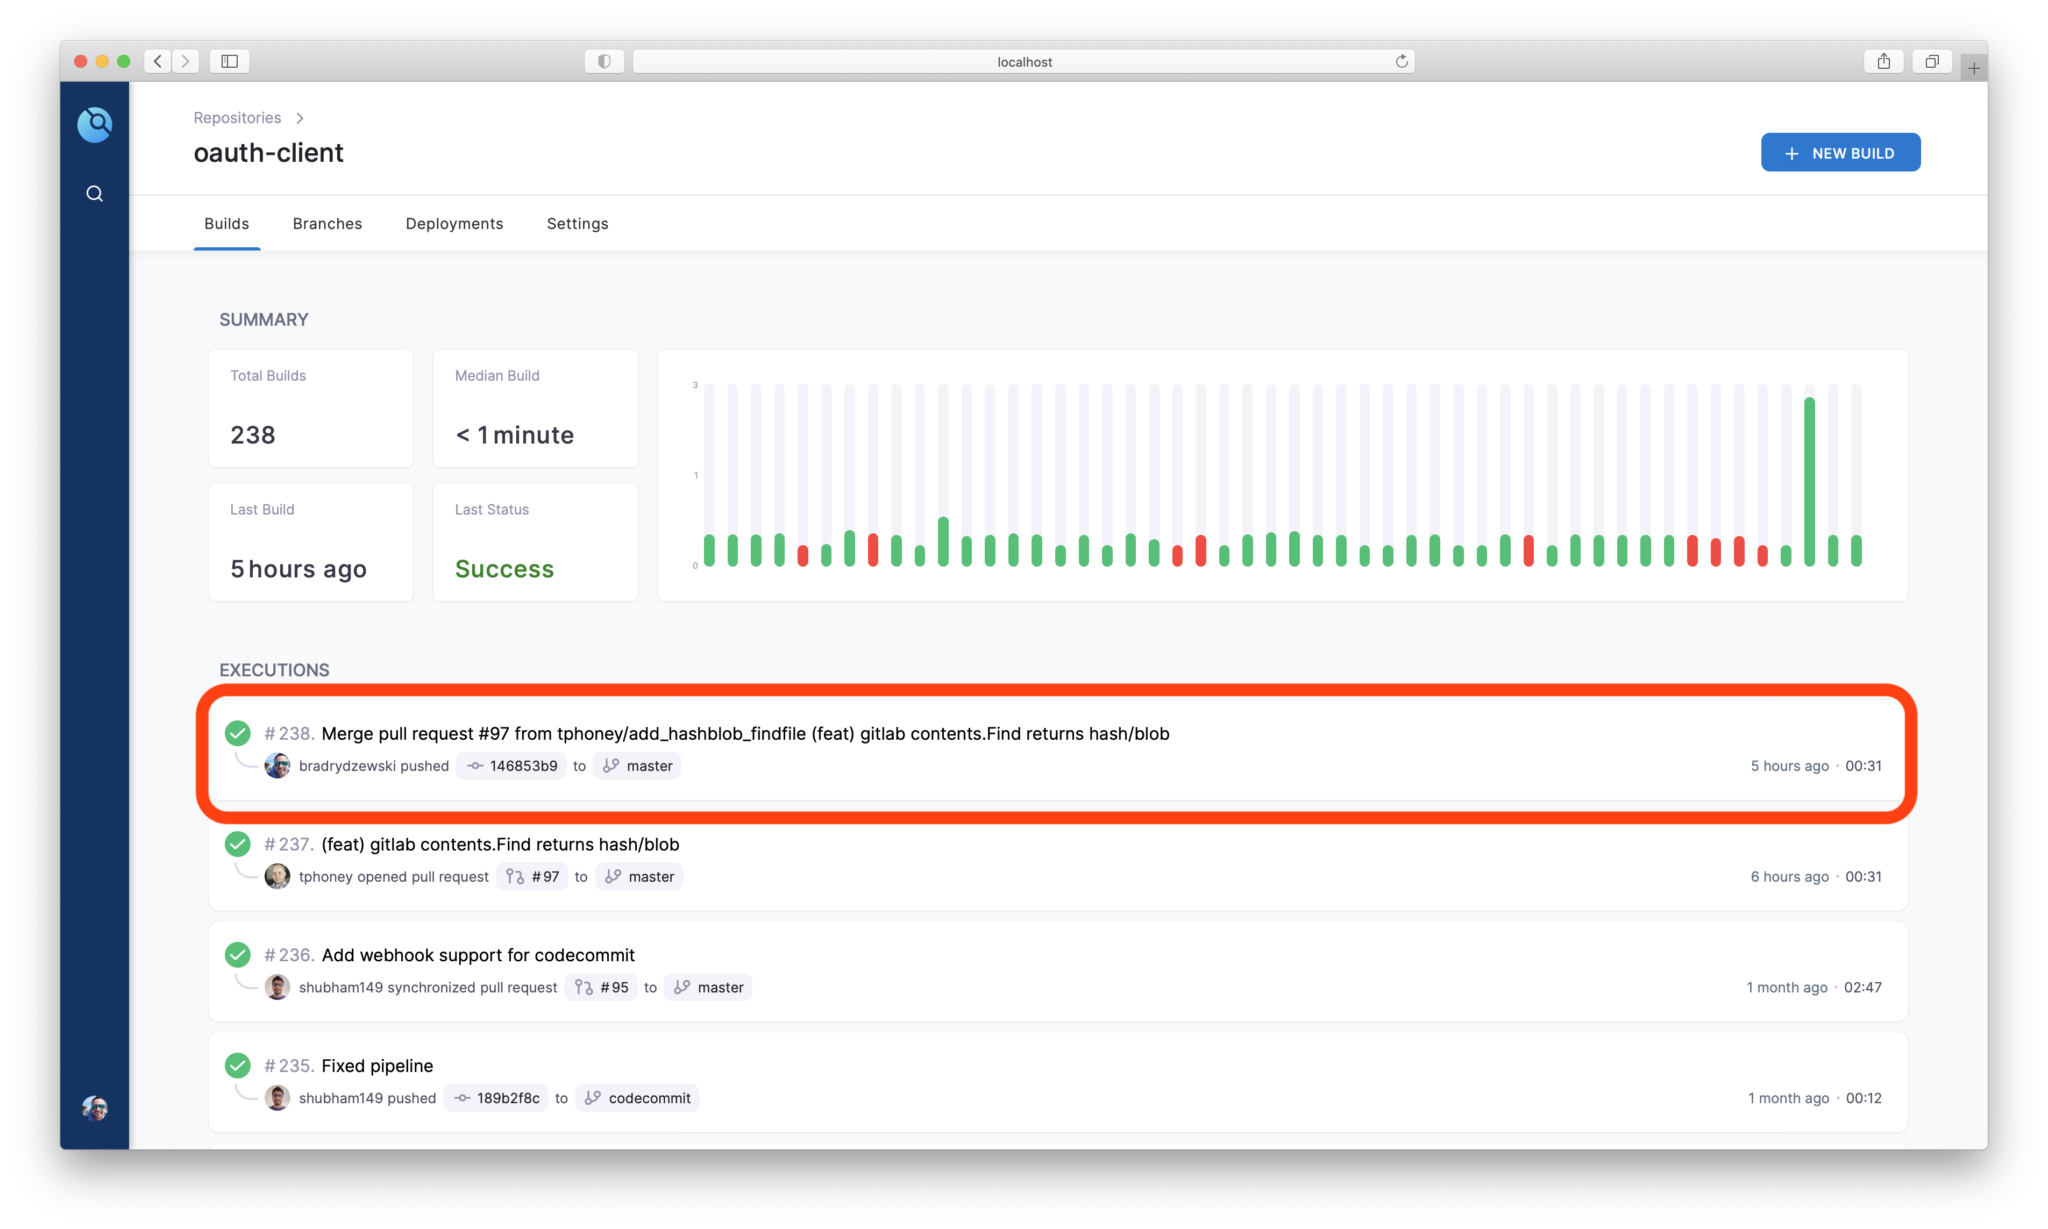 localhost
Repositories
oauth-client
+ NEW BUILD
Builds Branches Deployments Settings
SUMMARY
Total Builds
238
Median Build
< 1 minute
Last Build
5 hours ago
Last Status
Success
3
1
0
EXECUTIONS
#238. Merge pull request #97 from tphoney/add_hashblob_findfile (feat) gitlab contents.Find returns hash/blob
bradrydzewski pushed 146853b9 to master 5 hours ago • 00:31
#237. (feat) gitlab contents.Find returns hash/blob
tphoney opened pull request #97 to master 6 hours ago • 00:31
#236. Add webhook support for codecommit
shubham149 synchronized pull request #95 to master 1 month ago • 02:47
#235. Fixed pipeline
shubham149 pushed 189b2f8c to codecommit 1 month ago • 00:12